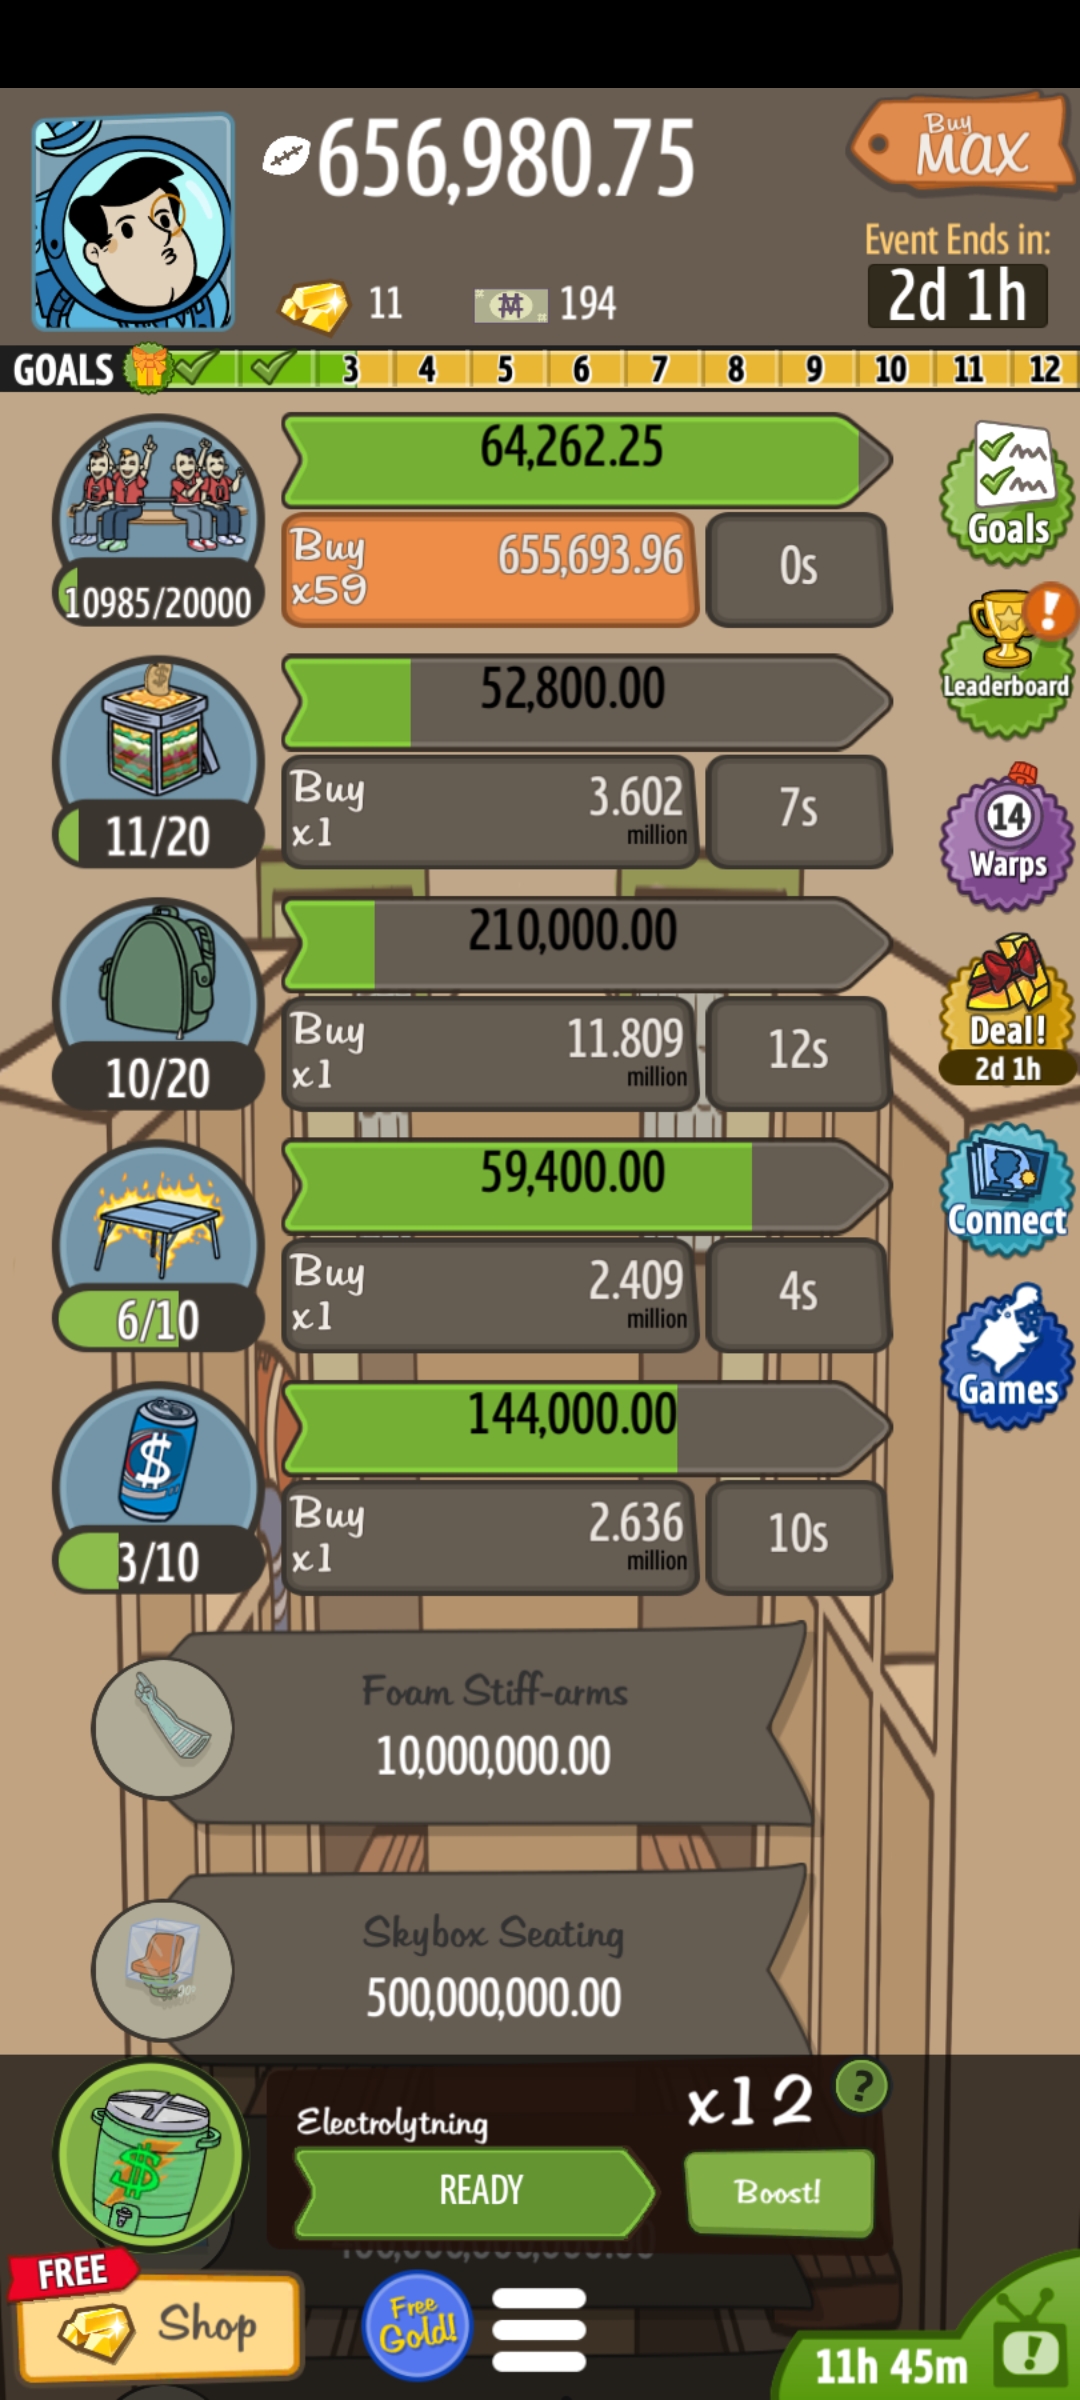 656,980.75
Buy
MAX
Event Ends in:
2d 1h
11
194
GOALS 3 4 5 6 7 8 9 10 11 12
64,262.25
Buy
x59
655,693.96
0s
10985/20000
Goals
Leaderboard
52,800.00
Buy
x1
3.602
million
7s
11/20
14
Warps
210,000.00
Buy
x1
11.809
million
12s
10/20
Deal!
2d 1h
59,400.00
Buy
x1
2.409
million
4s
6/10
Connect
144,000.00
Buy
x1
2.636
million
10s
3/10
Games
Foam Stiff-arms
10,000,000.00
Skybox Seating
500,000,000.00
Electrolytning
x12
?
READY
Boost!
FREE
Shop
Free
Gold!
11h 45m